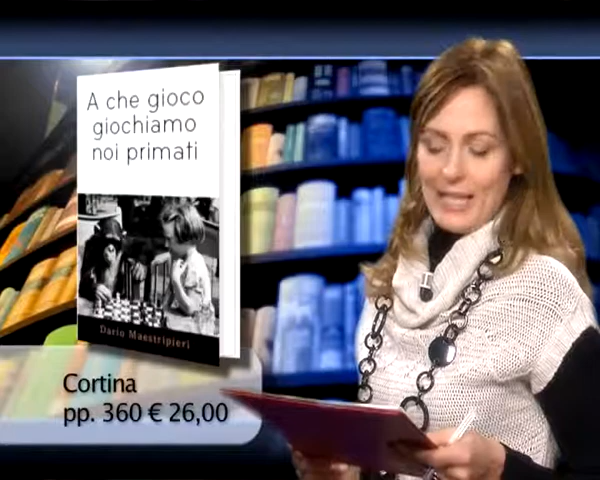 A che gioco
giochiamo
noi primati
Dario Maestripieri
Cortina
pp. 360 € 26,00